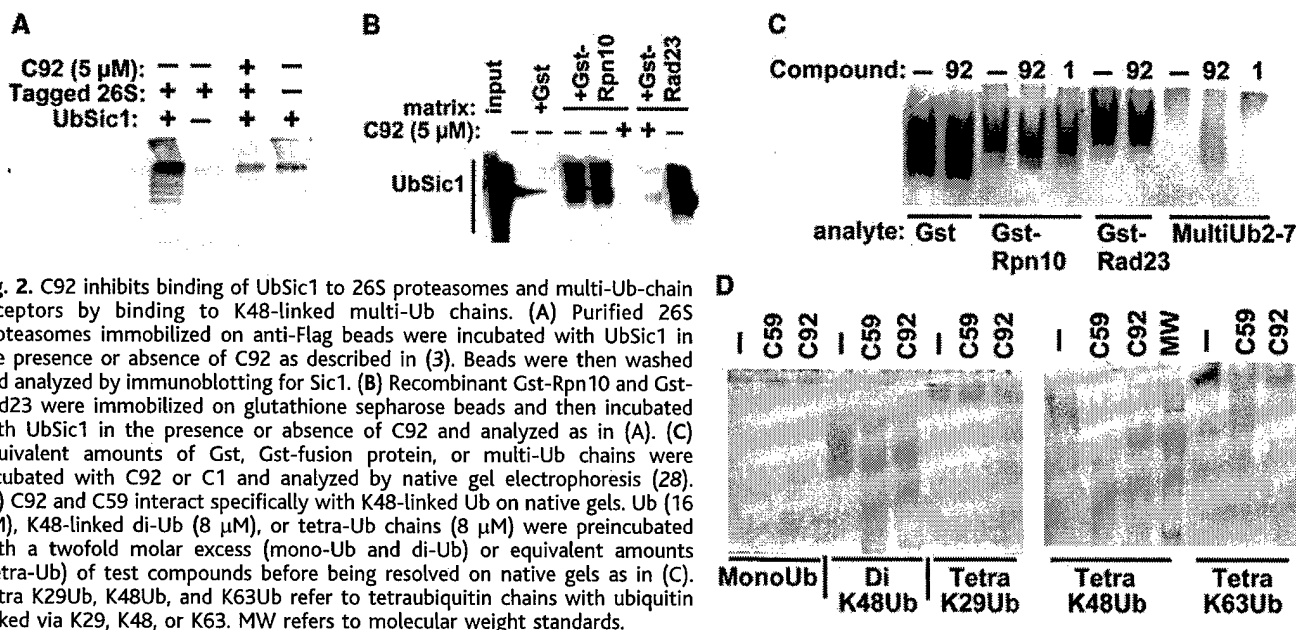 A
C92 (5 µM): – – + –
Tagged 26S: + + + –
UbSic1: + – + +
B
matrix: input +Gst +Gst-Rpn10 +Gst-Rad23
C92 (5 µM): – – – – + + –
UbSic1
C
Compound: – 92 – 92 1 – 92 – 92 1
analyte: Gst Gst-Rpn10 Gst-Rad23 MultiUb2-7
g. 2. C92 inhibits binding of UbSic1 to 26S proteasomes and multi-Ub-chain
ceptors by binding to K48-linked multi-Ub chains. (A) Purified 26S
oteasomes immobilized on anti-Flag beads were incubated with UbSic1 in
e presence or absence of C92 as described in (3). Beads were then washed
d analyzed by immunoblotting for Sic1. (B) Recombinant Gst-Rpn10 and Gst-
d23 were immobilized on glutathione sepharose beads and then incubated
th UbSic1 in the presence or absence of C92 and analyzed as in (A). (C)
uivalent amounts of Gst, Gst-fusion protein, or multi-Ub chains were
cubated with C92 or C1 and analyzed by native gel electrophoresis (28).
) C92 and C59 interact specifically with K48-linked Ub on native gels. Ub (16
M), K48-linked di-Ub (8 µM), or tetra-Ub chains (8 µM) were preincubated
th a twofold molar excess (mono-Ub and di-Ub) or equivalent amounts
etra-Ub) of test compounds before being resolved on native gels as in (C).
tra K29Ub, K48Ub, and K63Ub refer to tetraubiquitin chains with ubiquitin
ked via K29, K48, or K63. MW refers to molecular weight standards.
D
– C59 C92 – C59 C92 – C59 C92 – C59 C92 MW – C59 C92
MonoUb Di K48Ub Tetra K29Ub Tetra K48Ub Tetra K63Ub